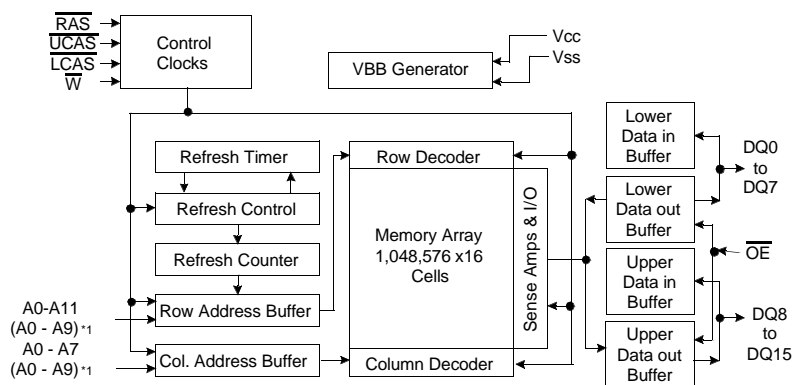 RAS
UCAS
LCAS
W
Control
Clocks
VBB Generator
Vcc
Vss
Refresh Timer
Refresh Control
Refresh Counter
Row Address Buffer
Col. Address Buffer
A0-A11
(A0 - A9)*1
A0 - A7
(A0 - A9)*1
Row Decoder
Memory Array
1,048,576 x16
Cells
Column Decoder
Sense Amps & I/O
Lower
Data in
Buffer
Lower
Data out
Buffer
Upper
Data in
Buffer
Upper
Data out
Buffer
DQ0
to
DQ7
OE
DQ8
to
DQ15